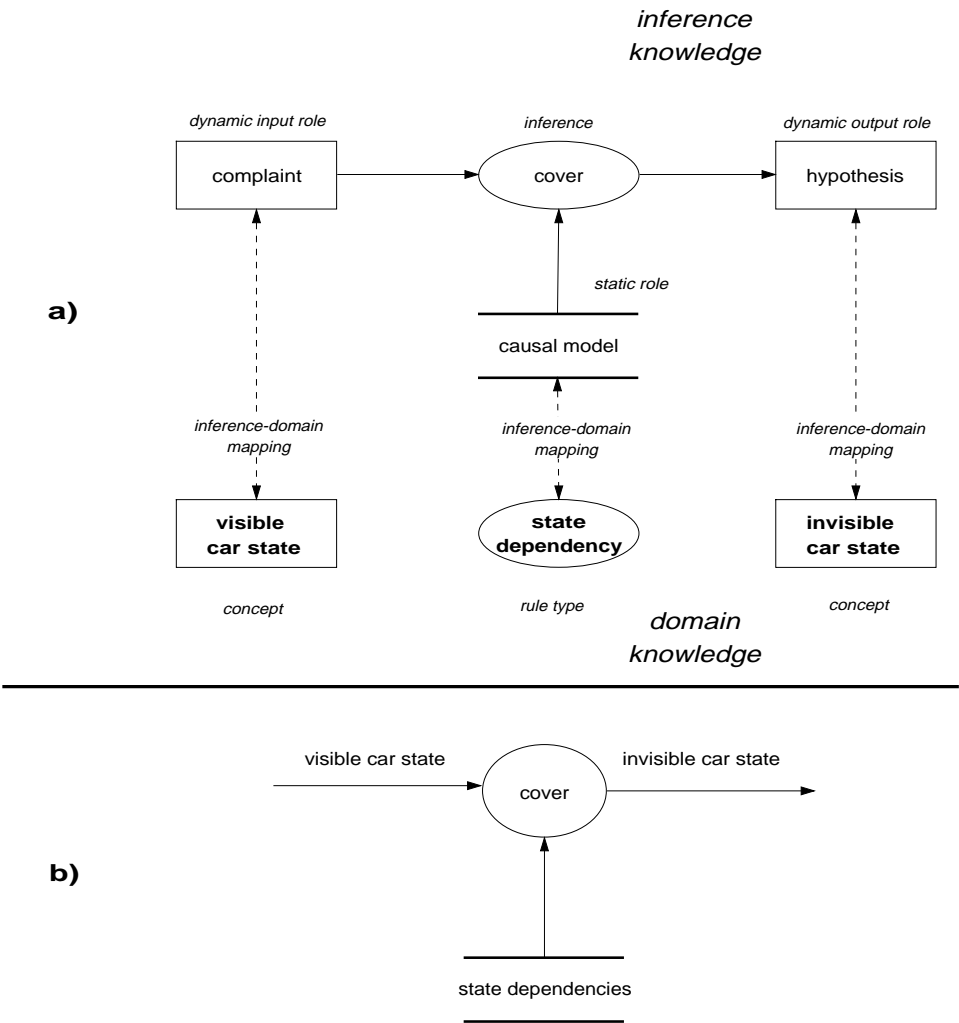 inference
knowledge
dynamic input role
inference
dynamic output role
complaint
cover
hypothesis
static role
a)
causal model
inference-domain
mapping
inference-domain
mapping
inference-domain
mapping
visible
car state
state
dependency
invisible
car state
concept
rule type
concept
domain
knowledge
visible car state
invisible car state
cover
b)
state dependencies